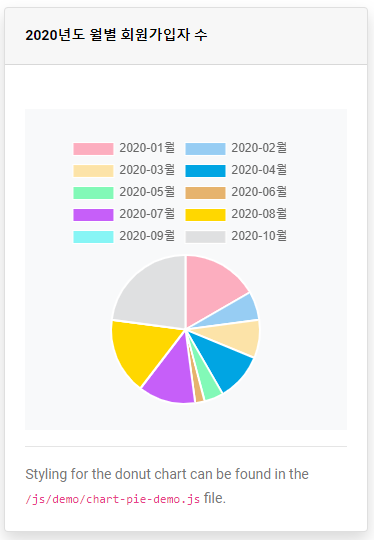 2020년도 월별 회원가입자 수
2020-01월 2020-02월
2020-03월 2020-04월
2020-05월 2020-06월
2020-07월 2020-08월
2020-09월 2020-10월
Styling for the donut chart can be found in the
/js/demo/chart-pie-demo.js file.